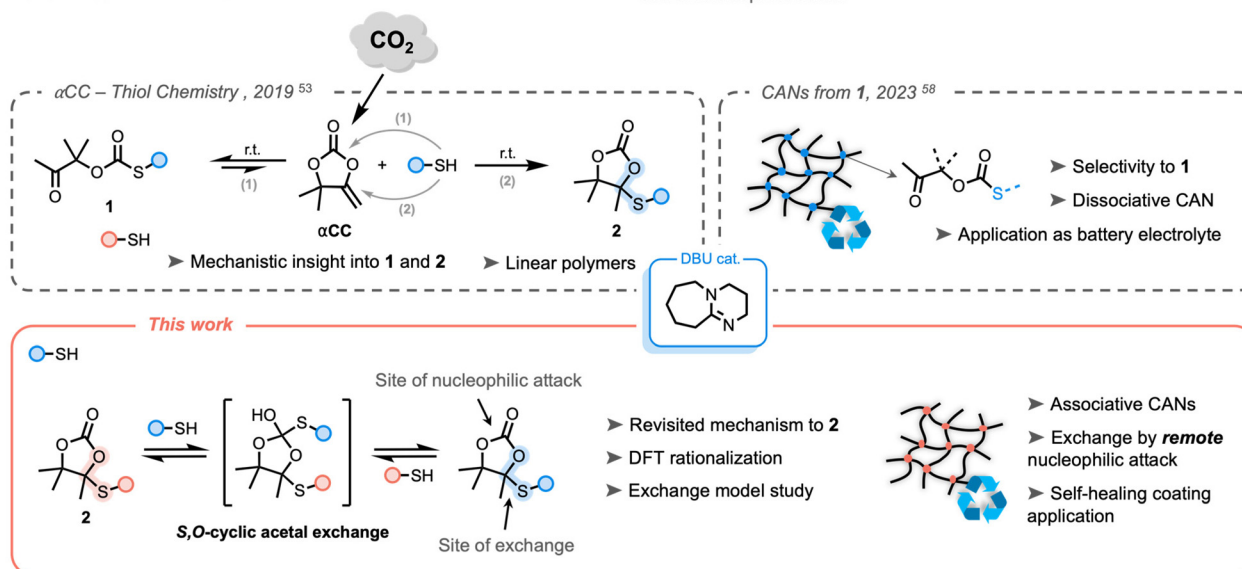 CO₂
αCC – Thiol Chemistry , 2019 ⁵³
O
O
O
S
r.t.
(1)
1
SH
O
O
O
αCC
+
SH
(1)
(2)
r.t.
(2)
O
O
O
S
2
➤ Mechanistic insight into 1 and 2
➤ Linear polymers
CANs from 1, 2023 ⁵⁸
O
O
O
S
➤ Selectivity to 1
➤ Dissociative CAN
➤ Application as battery electrolyte
DBU cat.
N
N
This work
SH
O
O
O
S
2
SH
HO
S
O
O
S
S,O-cyclic acetal exchange
SH
Site of nucleophilic attack
O
O
O
S
Site of exchange
➤ Revisited mechanism to 2
➤ DFT rationalization
➤ Exchange model study
➤ Associative CANs
➤ Exchange by remote
nucleophilic attack
➤ Self-healing coating
application